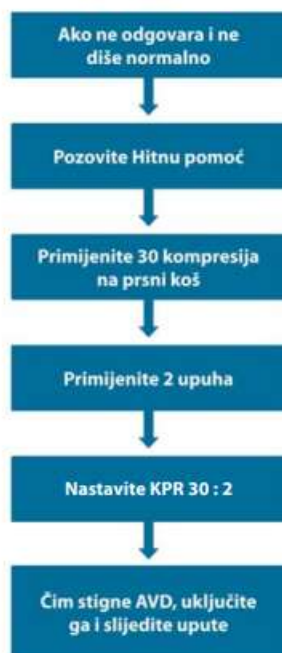 Ako ne odgovara i ne
diše normalno
Pozovite Hitnu pomoć
Primijenite 30 kompresija
na prsni koš
Primijenite 2 upuha
Nastavite KPR 30 : 2
Čim stigne AVD, uključite
ga i slijedite upute